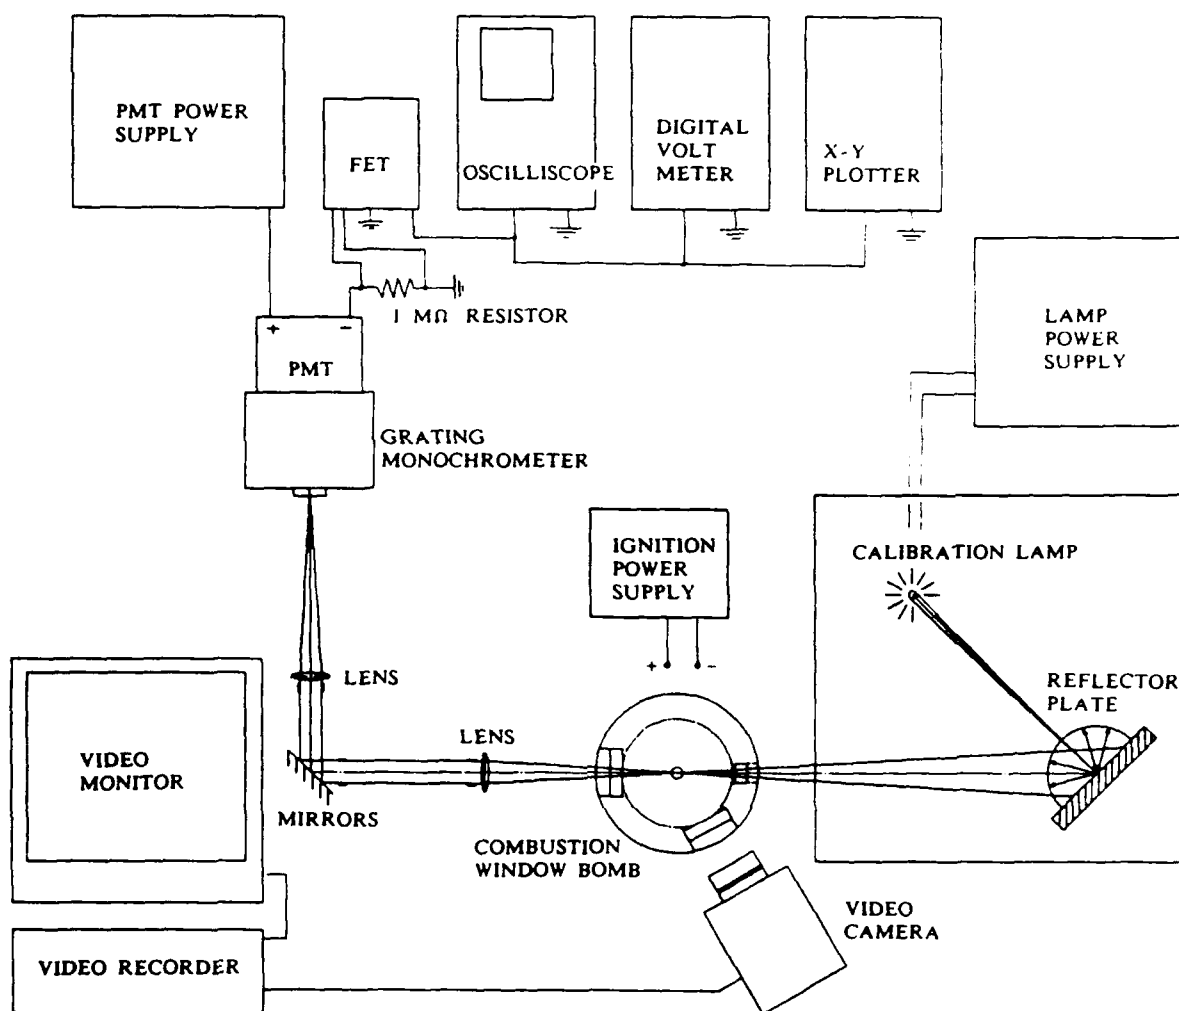 PMT POWER
SUPPLY
FET
OSCILLISCOPE
DIGITAL
VOLT
METER
X-Y
PLOTTER
1 MΩ RESISTOR
+ -
PMT
LAMP
POWER
SUPPLY
GRATING
MONOCHROMETER
IGNITION
POWER
SUPPLY
+ -
CALIBRATION LAMP
LENS
REFLECTOR
PLATE
LENS
VIDEO
MONITOR
MIRRORS
COMBUSTION
WINDOW BOMB
VIDEO
CAMERA
VIDEO RECORDER